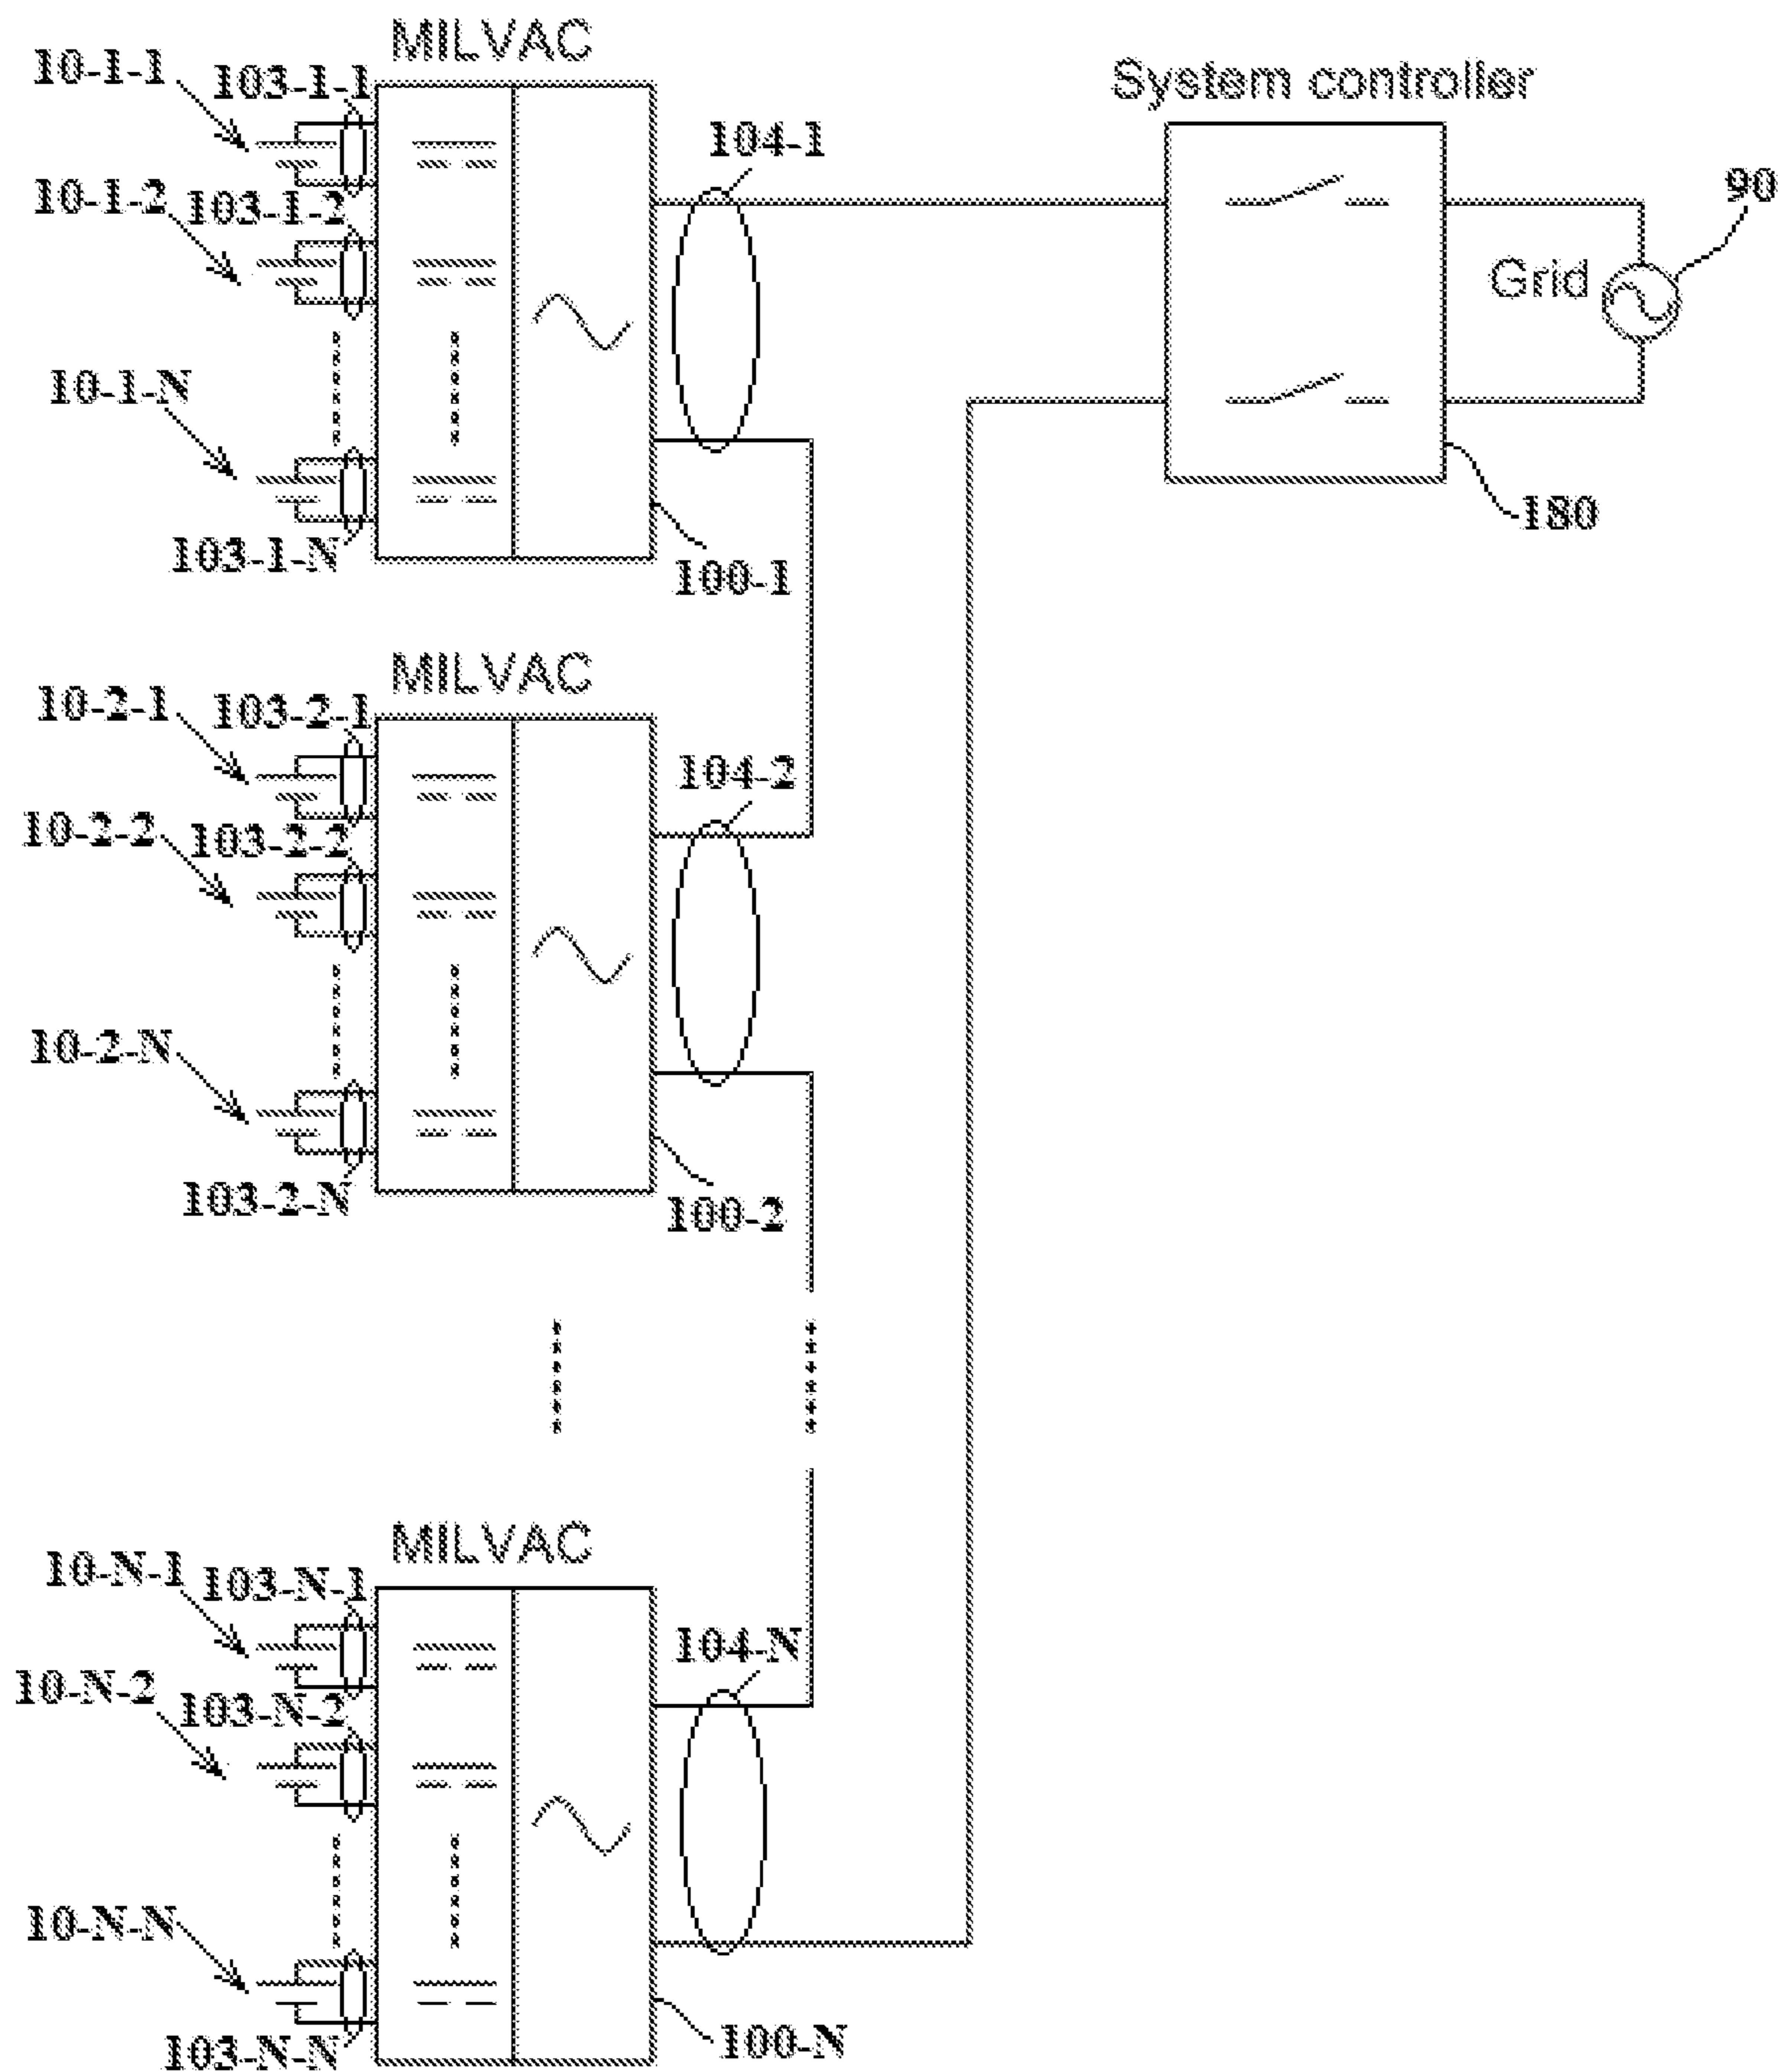 MILVAC
10-1-1
103-1-1
System controller
104-1
10-1-2
103-1-2
90
Grid
10-1-N
103-1-N
180
100-1
MILVAC
10-2-1
103-2-1
104-2
10-2-2
103-2-2
10-2-N
103-2-N
100-2
MILVAC
10-N-1
103-N-1
104-N
10-N-2
103-N-2
10-N-N
103-N-N
100-N